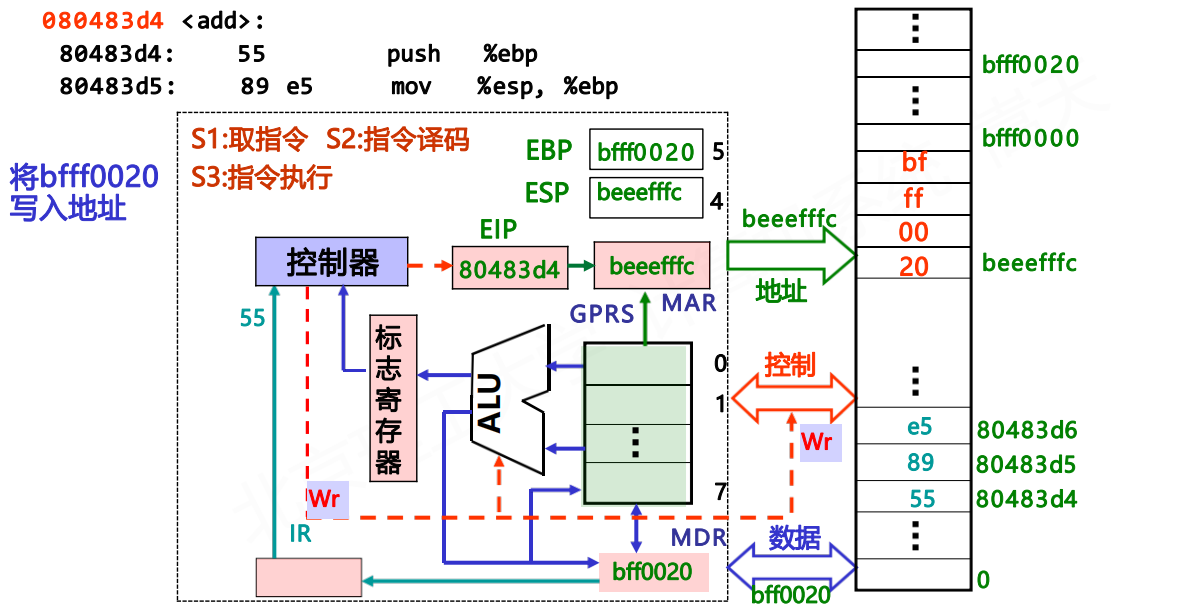 080483d4 <add>:
80483d4: 55 push %ebp
80483d5: 89 e5 mov %esp, %ebp
S1:取指令 S2:指令译码
S3:指令执行
将bfff0020
写入地址
EBP bfff0020 5
ESP beeefffc 4
EIP
控制器
80483d4
beeefffc
MAR
GPRS
beeefffc
地址
55
标志寄存器
ALU
0
1
7
控制
Wr
Wr
IR
MDR
bff0020
数据
bff0020
bfff0020
bfff0000
bf
ff
00
20 beeefffc
e5 80483d6
89 80483d5
55 80483d4
0